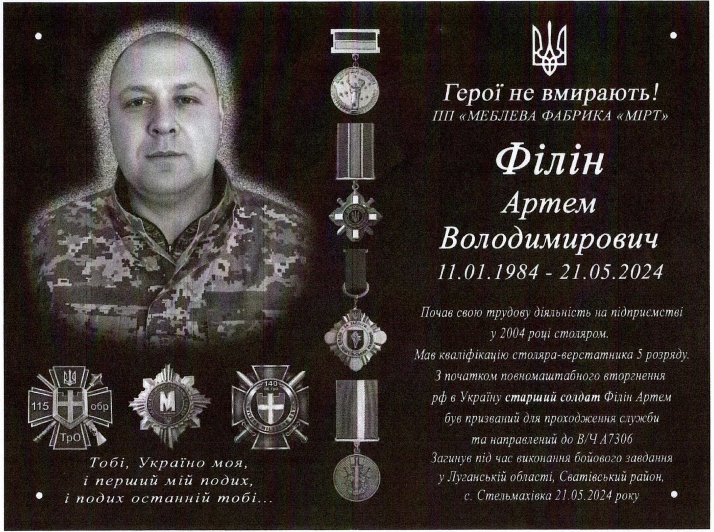 Герої не вмирають!
ПП «МЕБЛЕВА ФАБРИКА «МІРТ»
Філін
Артем
Володимирович
11.01.1984 - 21.05.2024
Почав свою трудову діяльність на підприємстві
у 2004 році столяром.
Мав кваліфікацію столяра-верстатника 5 розряду.
З початком повномаштабного вторгнення
рф в Україну старший солдат Філін Артем
був призваний для проходження служби
та направлений до В/Ч А7306
Загинув під час виконання бойового завдання
у Луганській області, Сватівський район,
с. Стельмахівка 21.05.2024 року
115 обр
ТрО
М
140
Тобі, Україно моя,
і перший мій подих,
і подих останній тобі...